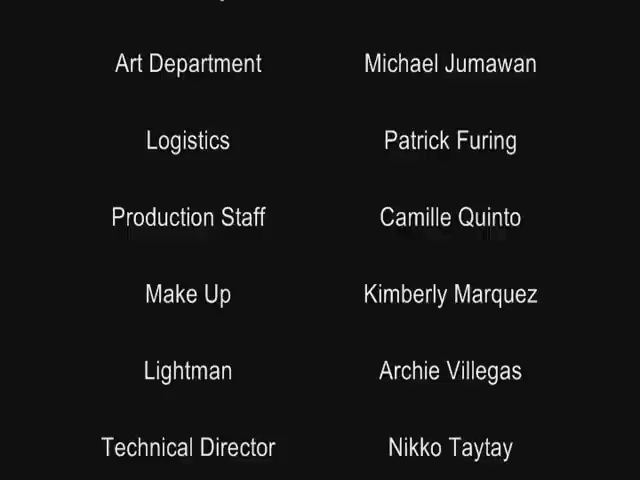 Art Department Michael Jumawan
Logistics Patrick Furing
Production Staff Camille Quinto
Make Up Kimberly Marquez
Lightman Archie Villegas
Technical Director Nikko Taytay